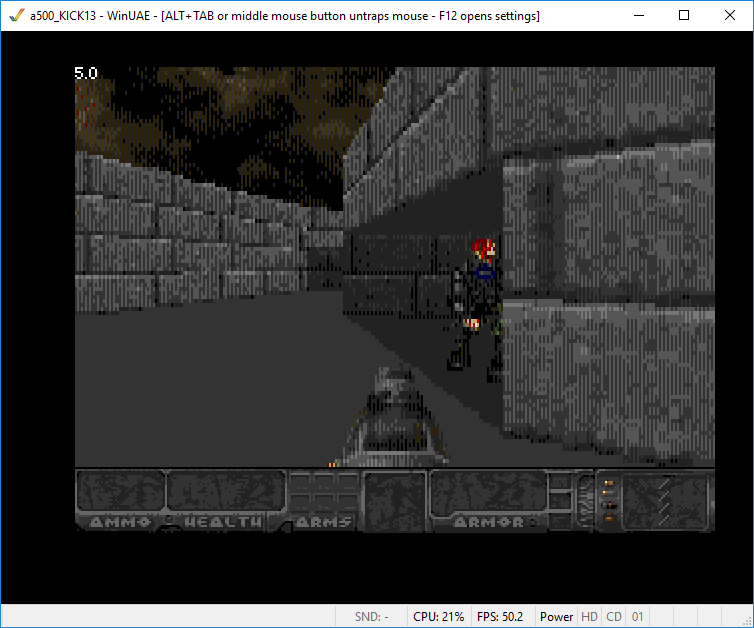 a500_KICK13 - WinUAE - [ALT+TAB or middle mouse button untraps mouse - F12 opens settings]
5.0
AMMO HEALTH ARMS ARMOR
SND: - CPU: 21% FPS: 50.2 Power HD CD 01